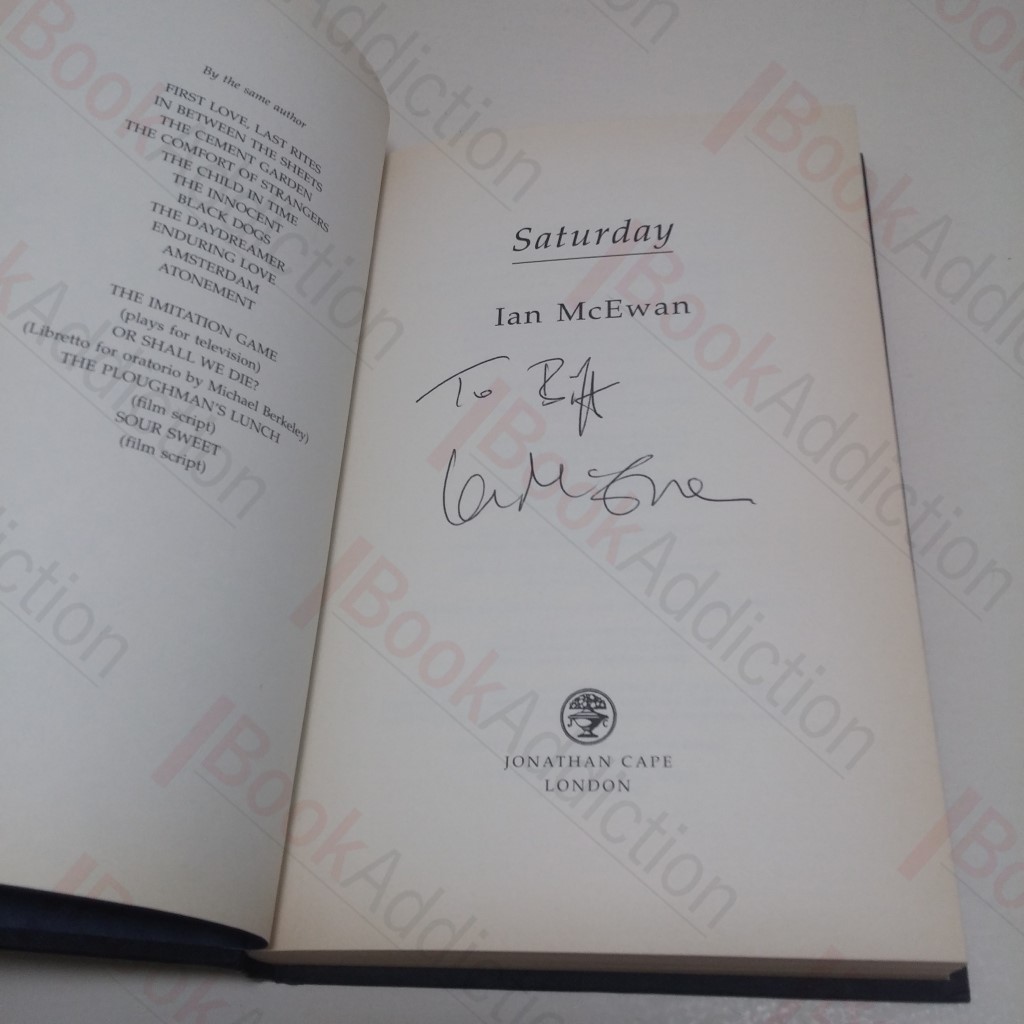 By the same author
FIRST LOVE, LAST RITES
IN BETWEEN THE SHEETS
THE CEMENT GARDEN
THE COMFORT OF STRANGERS
THE CHILD IN TIME
THE INNOCENT
BLACK DOGS
THE DAYDREAMER
ENDURING LOVE
AMSTERDAM
ATONEMENT
THE IMITATION GAME
(plays for television)
OR SHALL WE DIE?
(Libretto for oratorio by Michael Berkeley)
THE PLOUGHMAN'S LUNCH
(film script)
SOUR SWEET
(film script)
Saturday
Ian McEwan
To
Ian McEwan
JONATHAN CAPE
LONDON
BookAddiction